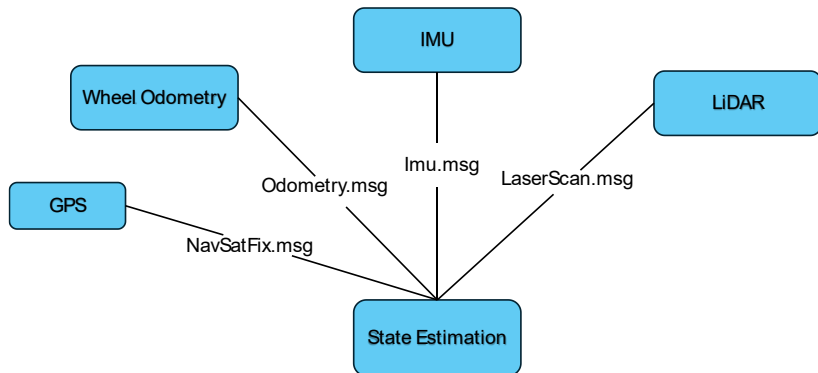 IMU
Wheel Odometry
LiDAR
Imu.msg
LaserScan.msg
Odometry.msg
GPS
NavSatFix.msg
State Estimation